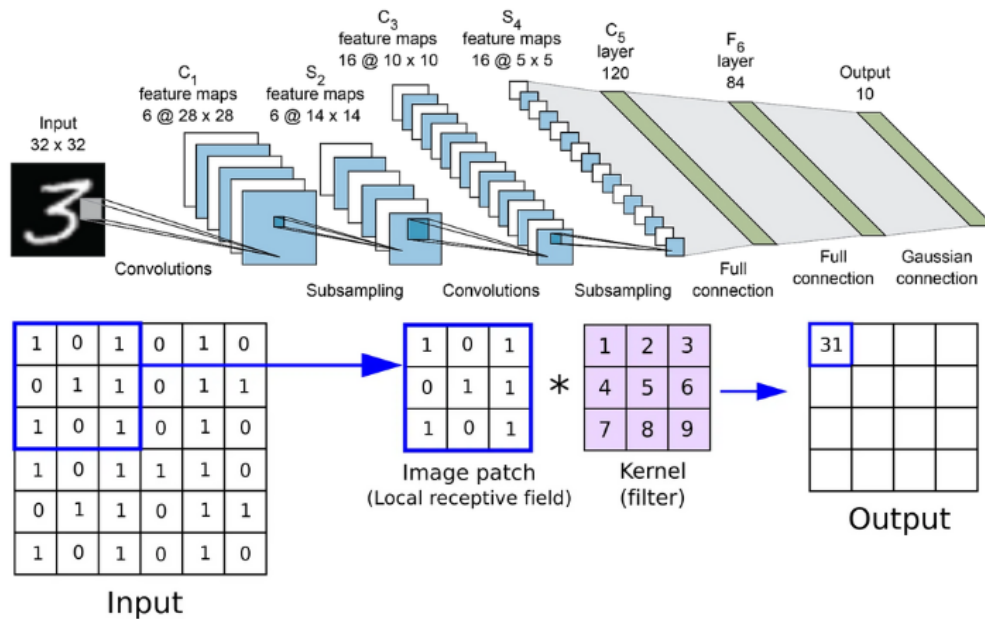 C1
feature maps
6 @ 28 x 28
S2
feature maps
6 @ 14 x 14
C3
feature maps
16 @ 10 x 10
S4
feature maps
16 @ 5 x 5
C5
layer
120
F6
layer
84
Output
10
Input
32 x 32
3
Convolutions
Subsampling
Convolutions
Subsampling
Full
connection
Full
connection
Gaussian
connection
1 0 1 0 1 0
0 1 1 0 1 1
1 0 1 0 1 0
1 0 1 1 1 0
0 1 1 0 1 1
1 0 1 0 1 0
Input
1 0 1
0 1 1
1 0 1
Image patch
(Local receptive field)
*
1 2 3
4 5 6
7 8 9
Kernel
(filter)
31
Output